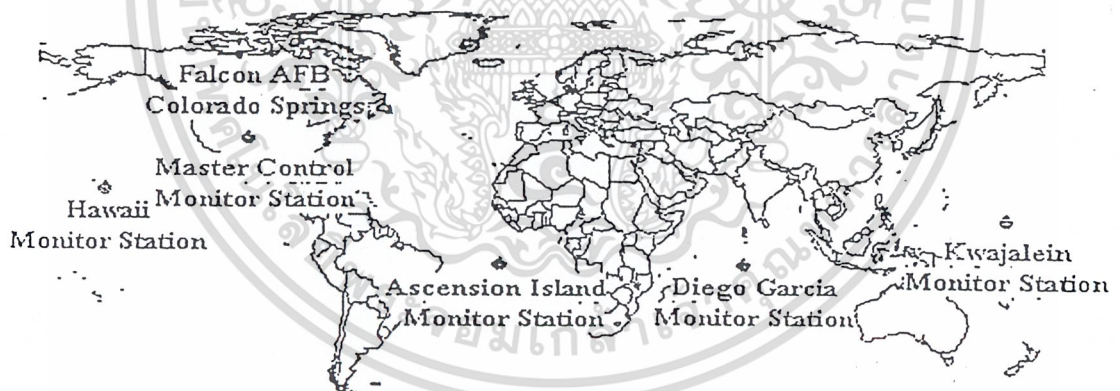 Falcon AFB
Colorado Springs
Master Control
Monitor Station
Hawaii
Monitor Station
Ascension Island
Monitor Station
Diego Garcia
Monitor Station
Kwajalein
Monitor Station